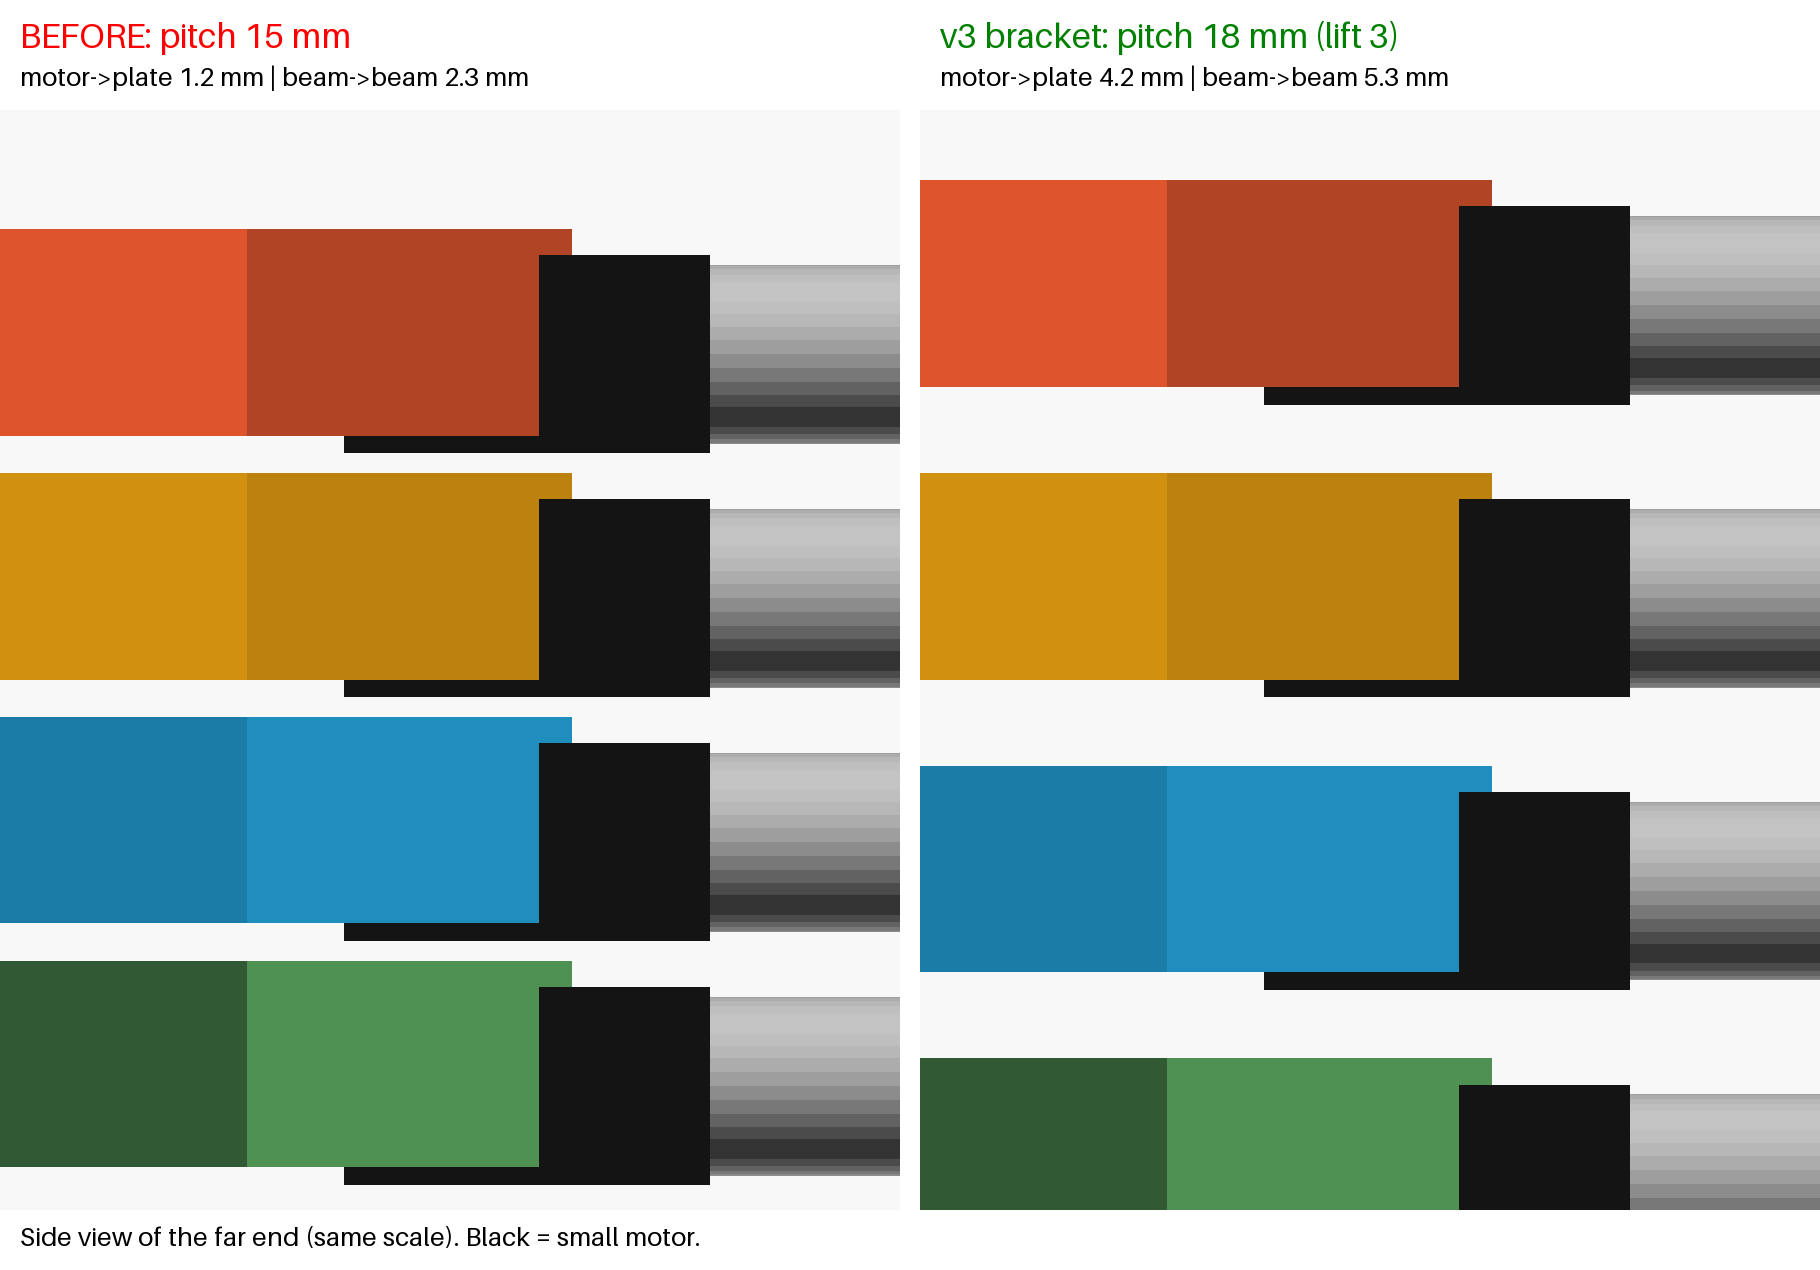 BEFORE: pitch 15 mm
motor->plate 1.2 mm | beam->beam 2.3 mm
v3 bracket: pitch 18 mm (lift 3)
motor->plate 4.2 mm | beam->beam 5.3 mm
Side view of the far end (same scale). Black = small motor.